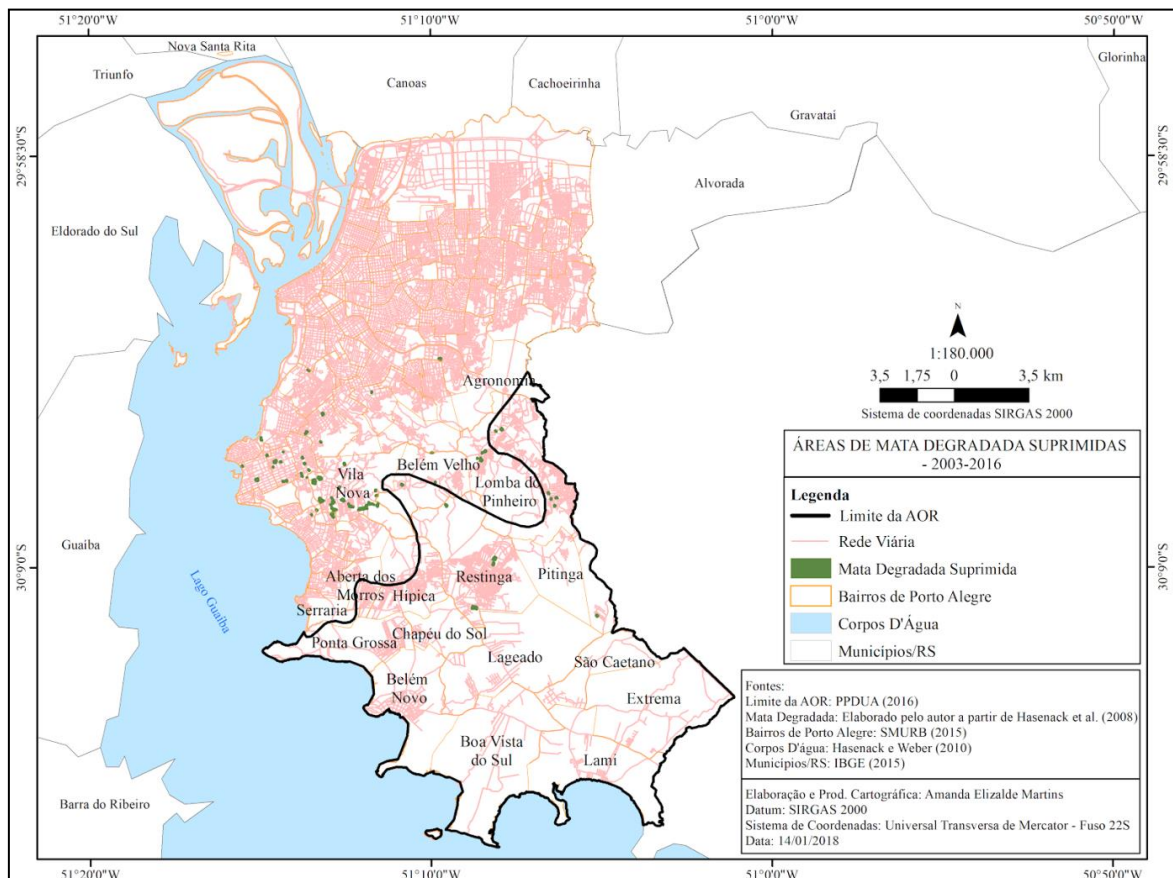 51°20'0"W
51°10'0"W
51°0'0"W
50°50'0"W
Nova Santa Rita
Triunfo
Canoas
Cachoeirinha
Glorinha
Gravatai
29°58'30"S
29°58'30"S
Alvorada
Eldorado do Sul
N
1:180.000
3,5 1,75 0 3,5 km
Sistema de coordenadas SIRGAS 2000
Agronomia
Belém Velho
Vila
Nova
Lomba do
Pinheiro
Guaíba
Lago Guaíba
30°9'0"S
30°9'0"S
Aberta dos
Morros
Hípica
Restinga
Pitinga
Serraria
Ponta Grossa
Chapéu do Sol
Lageado
São Caetano
Belém
Novo
Extrema
Boa Vista
do Sul
Lami
Barra do Ribeiro
ÁREAS DE MATA DEGRADADA SUPRIMIDAS
- 2003-2016
Legenda
Limite da AOR
Rede Viária
Mata Degradada Suprimida
Bairros de Porto Alegre
Corpos D'Água
Municípios/RS
Fontes:
Limite da AOR: PPDUA (2016)
Mata Degradada: Elaborado pelo autor a partir de Hasenack et al. (2008)
Bairros de Porto Alegre: SMURB (2015)
Corpos D'água: Hasenack e Weber (2010)
Municípios/RS: IBGE (2015)
Elaboração e Prod. Cartográfica: Amanda Elizalde Martins
Datum: SIRGAS 2000
Sistema de Coordenadas: Universal Transversa de Mercator - Fuso 22S
Data: 14/01/2018
51°20'0"W
51°10'0"W
51°0'0"W
50°50'0"W